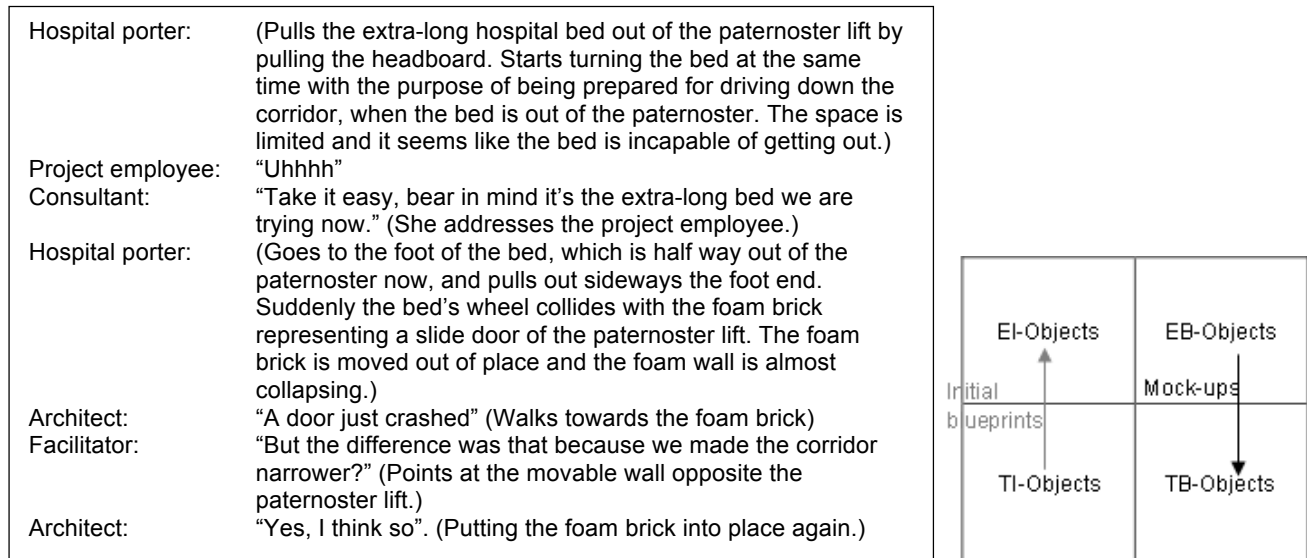 Hospital porter: (Pulls the extra-long hospital bed out of the paternoster lift by
pulling the headboard. Starts turning the bed at the same
time with the purpose of being prepared for driving down the
corridor, when the bed is out of the paternoster. The space is
limited and it seems like the bed is incapable of getting out.)
Project employee: “Uhhhh”
Consultant: “Take it easy, bear in mind it’s the extra-long bed we are
trying now.” (She addresses the project employee.)
Hospital porter: (Goes to the foot of the bed, which is half way out of the
paternoster now, and pulls out sideways the foot end.
Suddenly the bed’s wheel collides with the foam brick
representing a slide door of the paternoster lift. The foam
brick is moved out of place and the foam wall is almost
collapsing.)
Architect: “A door just crashed” (Walks towards the foam brick)
Facilitator: “But the difference was that because we made the corridor
narrower?” (Points at the movable wall opposite the
paternoster lift.)
Architect: “Yes, I think so”. (Putting the foam brick into place again.)
EI-Objects EB-Objects
Initial Mock-ups
blueprints
TI-Objects TB-Objects